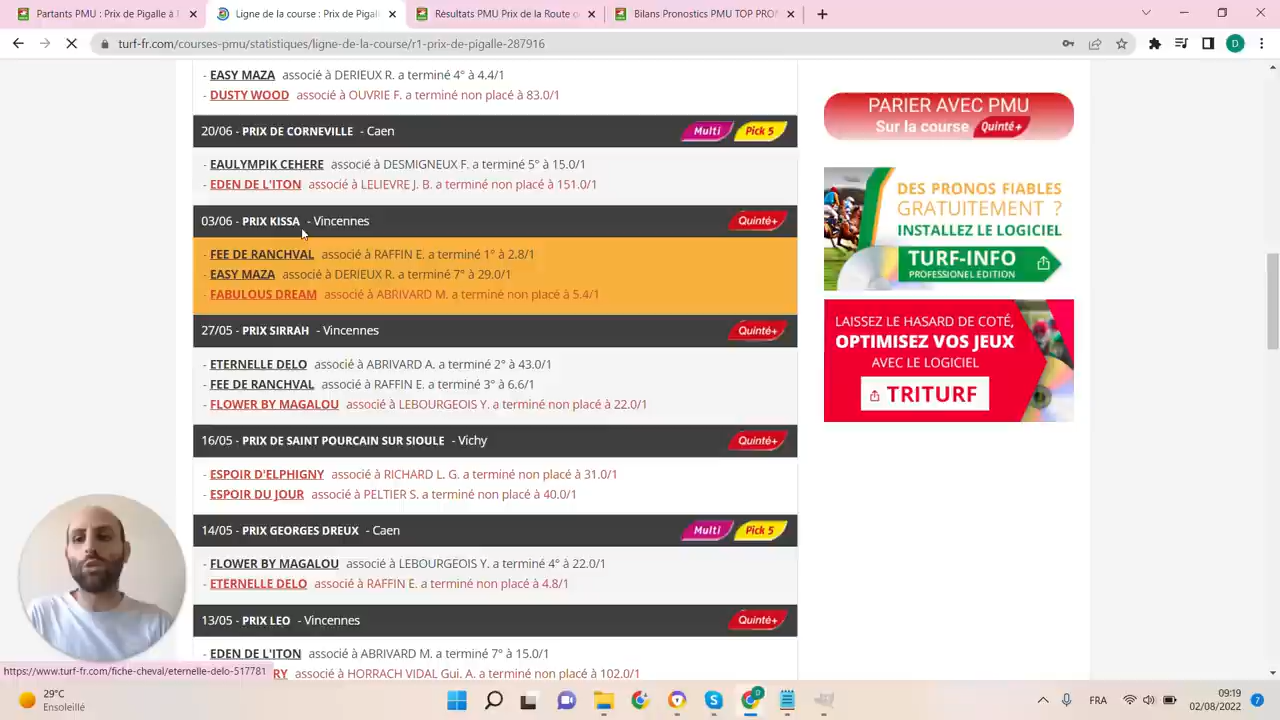 Partants PMU : Prix de Pigalle à
Ligne de la course : Prix de Pigal
Résultats PMU Prix de la Route
Bilans Pronostics PMU TOP PRO
turf-fr.com/courses-pmu/statistiques/ligne-de-la-course/r1-prix-de-pigalle-287916
D
- EASY MAZA associé à DERIEUX R. a terminé 4° à 4.4/1
- DUSTY WOOD associé à OUVRIE F. a terminé non placé à 83.0/1
20/06 - PRIX DE CORNEVILLE - Caen Multi Pick 5
- EAULYMPIK CEHERE associé à DESMIGNEUX F. a terminé 5° à 15.0/1
- EDEN DE L'ITON associé à LELIEVRE J. B. a terminé non placé à 151.0/1
03/06 - PRIX KISSA - Vincennes Quinté+
- FEE DE RANCHVAL associé à RAFFIN E. a terminé 1° à 2.8/1
- EASY MAZA associé à DERIEUX R. a terminé 7° à 29.0/1
- FABULOUS DREAM associé à ABRIVARD M. a terminé non placé à 5.4/1
27/05 - PRIX SIRRAH - Vincennes Quinté+
- ETERNELLE DELO associé à ABRIVARD A. a terminé 2° à 43.0/1
- FEE DE RANCHVAL associé à RAFFIN E. a terminé 3° à 6.6/1
- FLOWER BY MAGALOU associé à LEBOURGEOIS Y. a terminé non placé à 22.0/1
16/05 - PRIX DE SAINT POURCAIN SUR SIOULE - Vichy Quinté+
- ESPOIR D'ELPHIGNY associé à RICHARD L. G. a terminé non placé à 31.0/1
- ESPOIR DU JOUR associé à PELTIER S. a terminé non placé à 40.0/1
14/05 - PRIX GEORGES DREUX - Caen Multi Pick 5
- FLOWER BY MAGALOU associé à LEBOURGEOIS Y. a terminé 4° à 22.0/1
- ETERNELLE DELO associé à RAFFIN E. a terminé non placé à 4.8/1
13/05 - PRIX LEO - Vincennes Quinté+
- EDEN DE L'ITON associé à ABRIVARD M. a terminé 7° à 15.0/1
RY associé à HORRACH VIDAL Gui. A. a terminé non placé à 102.0/1
PARIER AVEC PMU
Sur la course Quinté+
DES PRONOS FIABLES
GRATUITEMENT ?
INSTALLEZ LE LOGICIEL
TURF-INFO
PROFESSIONEL EDITION
LAISSEZ LE HASARD DE COTÉ,
OPTIMISEZ VOS JEUX
AVEC LE LOGICIEL
TRITURF
https://www.turf-fr.com/fiche-cheval/eternelle-delo-517781
29°C
Ensoleillé
FRA
09:19
02/08/2022
7